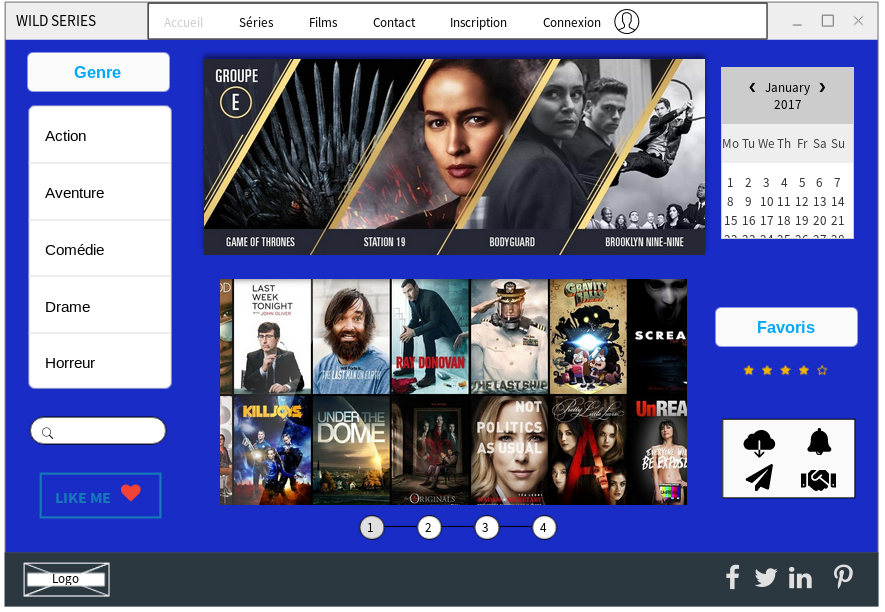 WILD SERIES
Accueil Séries Films Contact Inscription Connexion
Genre
Action
Aventure
Comédie
Drame
Horreur
LIKE ME
GROUPE
E
GAME OF THRONES STATION 19 BODYGUARD BROOKLYN NINE-NINE
LAST
WEEK
TONIGHT
WITH JOHN OLIVER
THE LAST MAN ON EARTH
RAY DONOVAN
THE LAST SHIP
GRAVITY
FALLS
SCREA
KILLJOYS
UNDER THE
DOME
THE ORIGINALS
NOT
POLITICS
AS USUAL
Pretty Little Liars
UnREA
EVERYONE WILL
BE EXPOSE
1 2 3 4
January
2017
Mo Tu We Th Fr Sa Su
1 2 3 4 5 6 7
8 9 10 11 12 13 14
15 16 17 18 19 20 21
22 23 24 25 26 27 28
Favoris
Logo